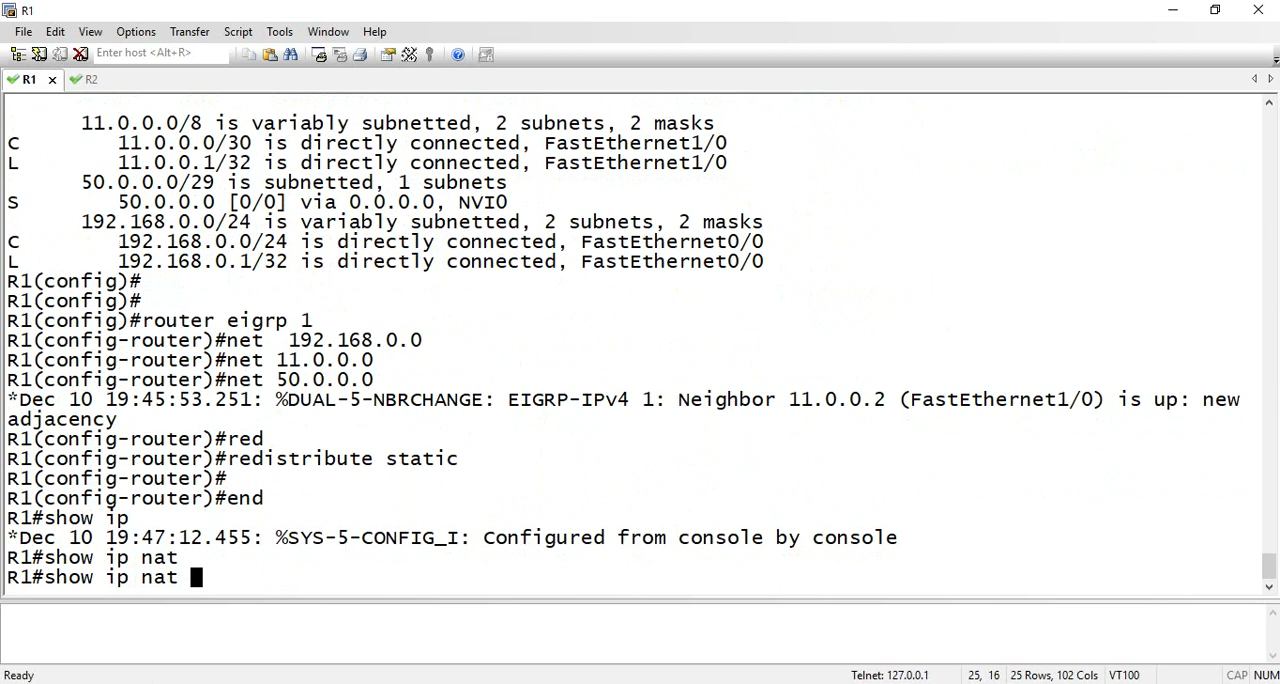 R1
File Edit View Options Transfer Script Tools Window Help
Enter host <Alt+R>
R1 R2
11.0.0.0/8 is variably subnetted, 2 subnets, 2 masks
C 11.0.0.0/30 is directly connected, FastEthernet1/0
L 11.0.0.1/32 is directly connected, FastEthernet1/0
50.0.0.0/29 is subnetted, 1 subnets
S 50.0.0.0 [0/0] via 0.0.0.0, NVI0
192.168.0.0/24 is variably subnetted, 2 subnets, 2 masks
C 192.168.0.0/24 is directly connected, FastEthernet0/0
L 192.168.0.1/32 is directly connected, FastEthernet0/0
R1(config)#
R1(config)#
R1(config)#router eigrp 1
R1(config-router)#net  192.168.0.0
R1(config-router)#net 11.0.0.0
R1(config-router)#net 50.0.0.0
*Dec 10 19:45:53.251: %DUAL-5-NBRCHANGE: EIGRP-IPv4 1: Neighbor 11.0.0.2 (FastEthernet1/0) is up: new
adjacency
R1(config-router)#red
R1(config-router)#redistribute static
R1(config-router)#
R1(config-router)#end
R1#show ip
*Dec 10 19:47:12.455: %SYS-5-CONFIG_I: Configured from console by console
R1#show ip nat
R1#show ip nat
Ready Telnet: 127.0.0.1 25, 16 25 Rows, 102 Cols VT100 CAP NUM